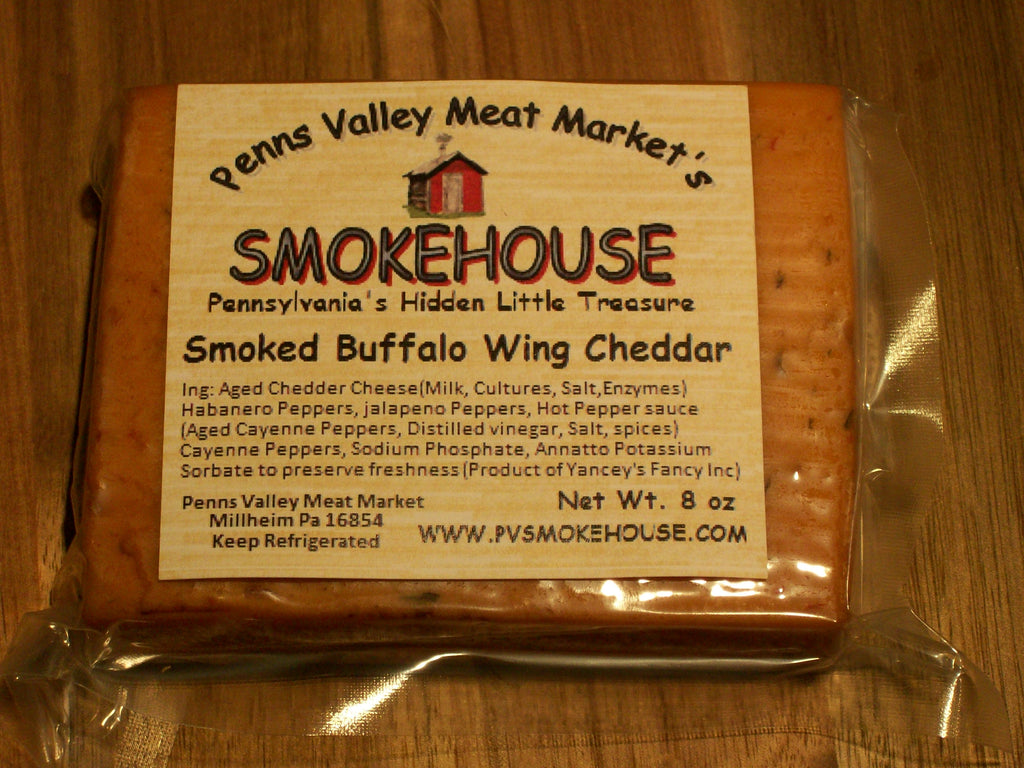 Penns Valley Meat Market's
SMOKEHOUSE
Pennsylvania's Hidden Little Treasure
Smoked Buffalo Wing Cheddar
Ing: Aged Chedder Cheese(Milk, Cultures, Salt,Enzymes)
Habanero Peppers, jalapeno Peppers, Hot Pepper sauce
(Aged Cayenne Peppers, Distilled vinegar, Salt, spices)
Cayenne Peppers, Sodium Phosphate, Annatto Potassium
Sorbate to preserve freshness(Product of Yancey's Fancy Inc)
Penns Valley Meat Market
Millheim Pa 16854
Keep Refrigerated
Net Wt. 8 oz
WWW.PVSMOKEHOUSE.COM